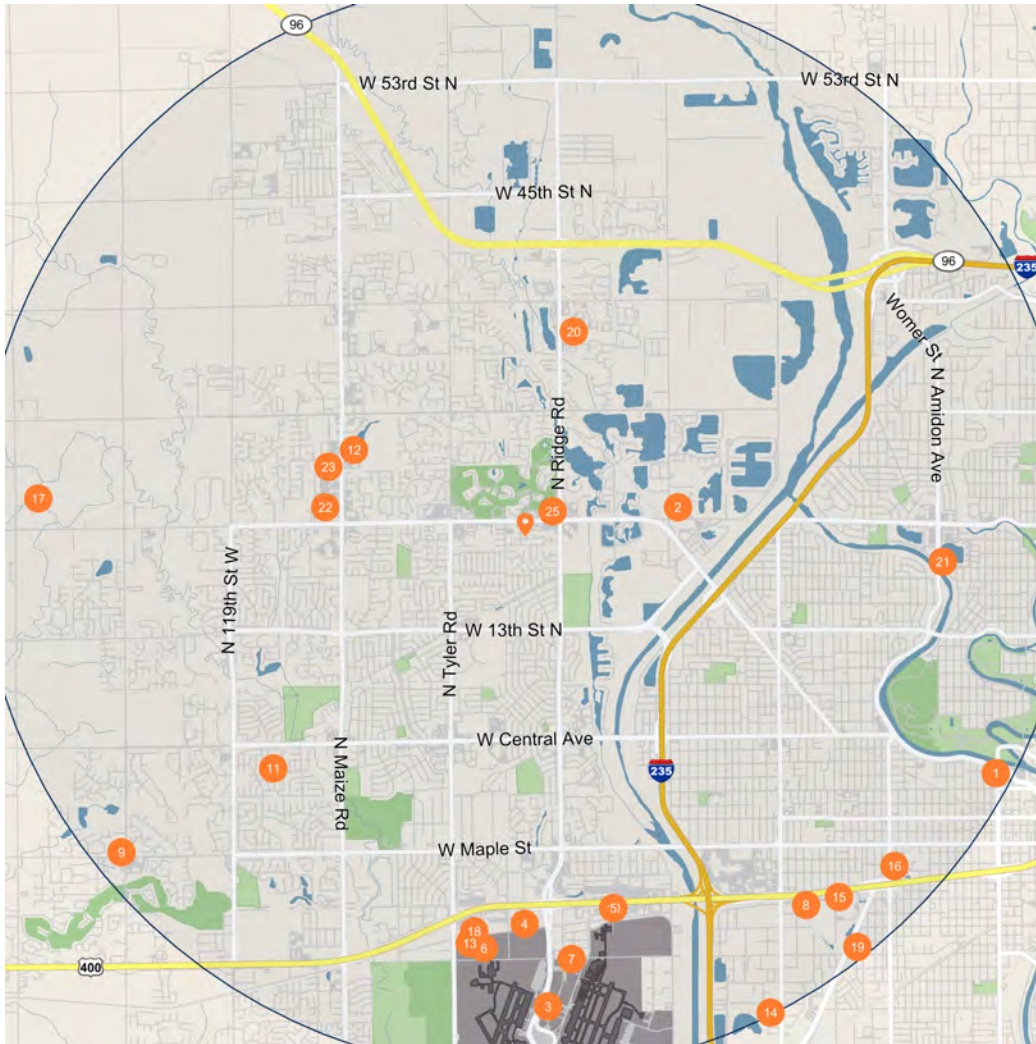 96
W 53rd St N
W 53rd St N
W 45th St N
96
235
Womer St
20
N Ridge Rd
N Amidon Ave
12
23
17
22
25
2
21
N 119th St W
W 13th St N
N Tyler Rd
W Central Ave
11
N Maize Rd
235
1
W Maple St
9
16
15
8
(5)
4
18
13
6
19
7
400
3
14